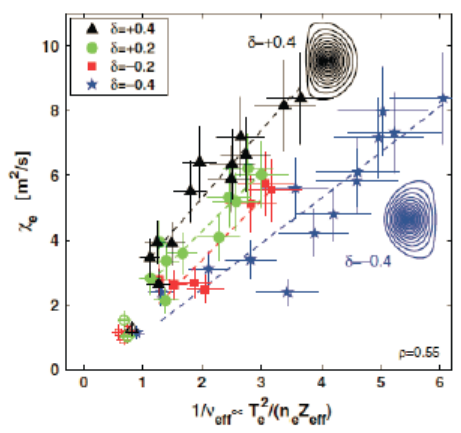 δ=+0.4
δ=+0.2
δ=−0.2
δ=−0.4
δ=+0.4
δ=−0.4
ρ=0.55
χe [m²/s]
10
8
6
4
2
0
0 1 2 3 4 5 6
1/νeff ∝ Te²/(neZeff)